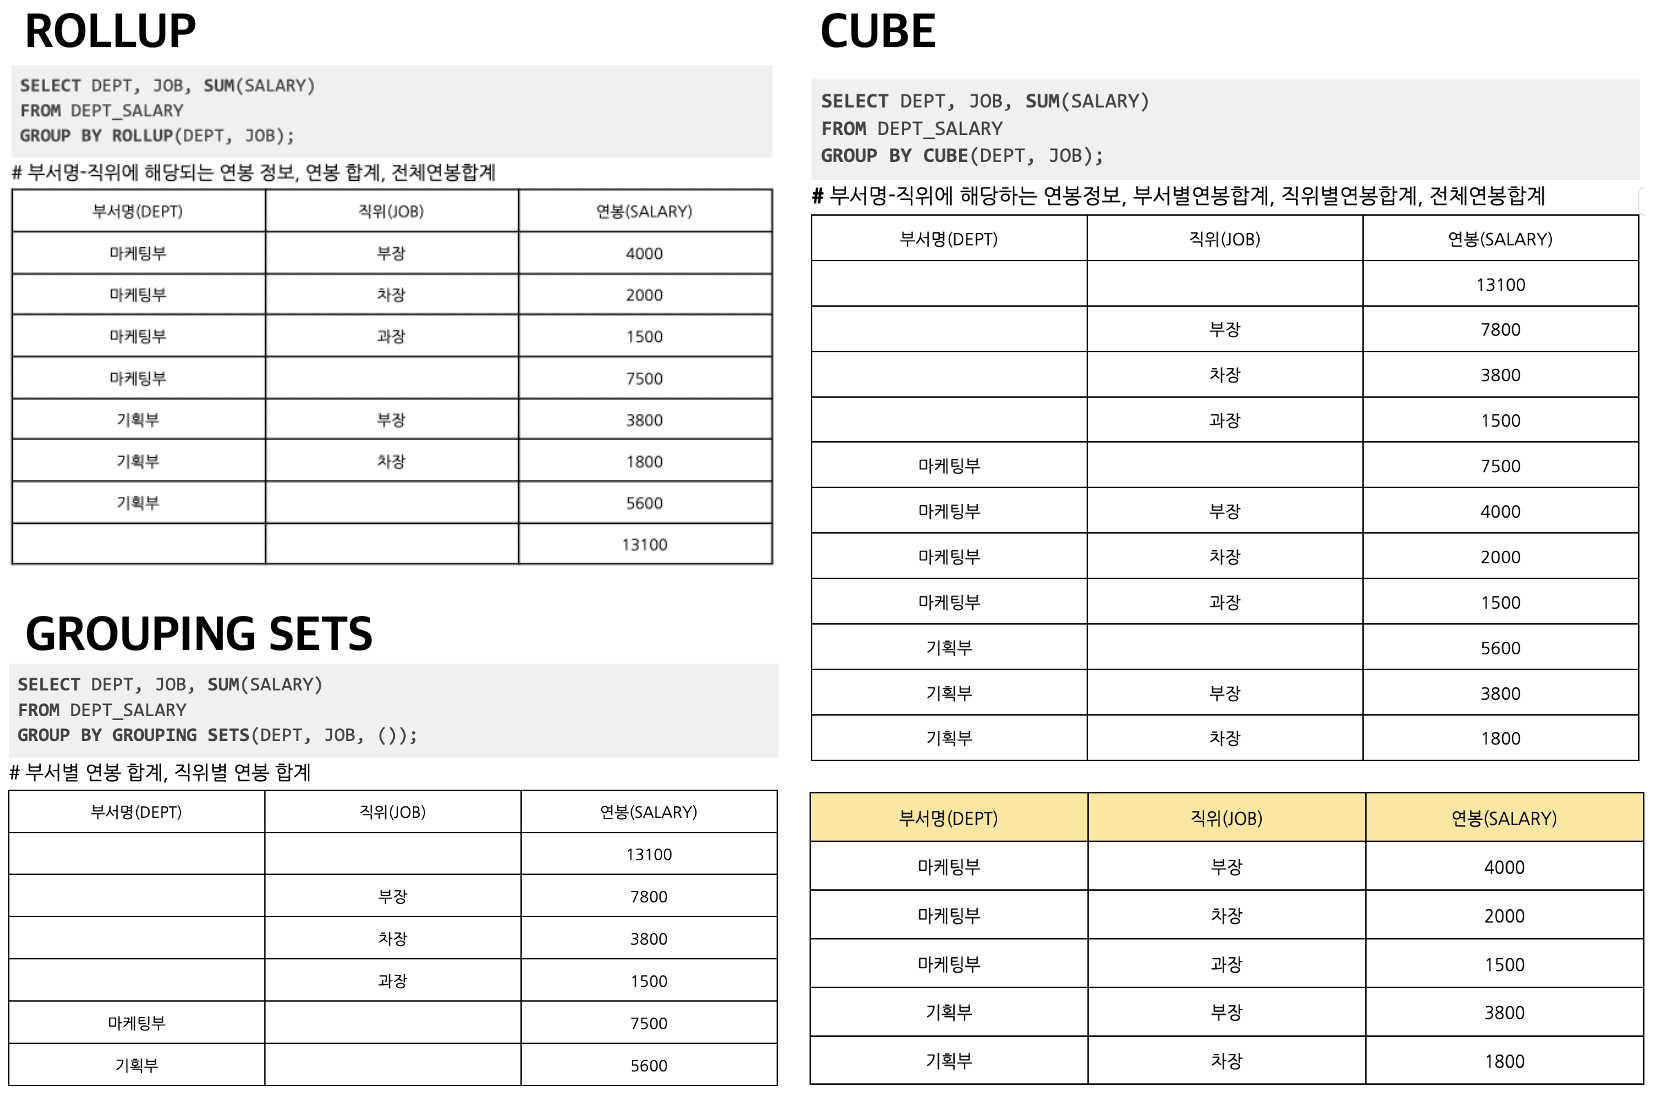 ROLLUP
SELECT DEPT, JOB, SUM(SALARY)
FROM DEPT_SALARY
GROUP BY ROLLUP(DEPT, JOB);
# 부서명-직위에 해당되는 연봉 정보, 연봉 합계, 전체연봉합계
부서명(DEPT) 직위(JOB) 연봉(SALARY)
마케팅부 부장 4000
마케팅부 차장 2000
마케팅부 과장 1500
마케팅부 7500
기획부 부장 3800
기획부 차장 1800
기획부 5600
13100
GROUPING SETS
SELECT DEPT, JOB, SUM(SALARY)
FROM DEPT_SALARY
GROUP BY GROUPING SETS(DEPT, JOB, ());
# 부서별 연봉 합계, 직위별 연봉 합계
부서명(DEPT) 직위(JOB) 연봉(SALARY)
13100
부장 7800
차장 3800
과장 1500
마케팅부 7500
기획부 5600
CUBE
SELECT DEPT, JOB, SUM(SALARY)
FROM DEPT_SALARY
GROUP BY CUBE(DEPT, JOB);
# 부서명-직위에 해당하는 연봉정보, 부서별연봉합계, 직위별연봉합계, 전체연봉합계
부서명(DEPT) 직위(JOB) 연봉(SALARY)
13100
부장 7800
차장 3800
과장 1500
마케팅부 7500
마케팅부 부장 4000
마케팅부 차장 2000
마케팅부 과장 1500
기획부 5600
기획부 부장 3800
기획부 차장 1800
부서명(DEPT) 직위(JOB) 연봉(SALARY)
마케팅부 부장 4000
마케팅부 차장 2000
마케팅부 과장 1500
기획부 부장 3800
기획부 차장 1800